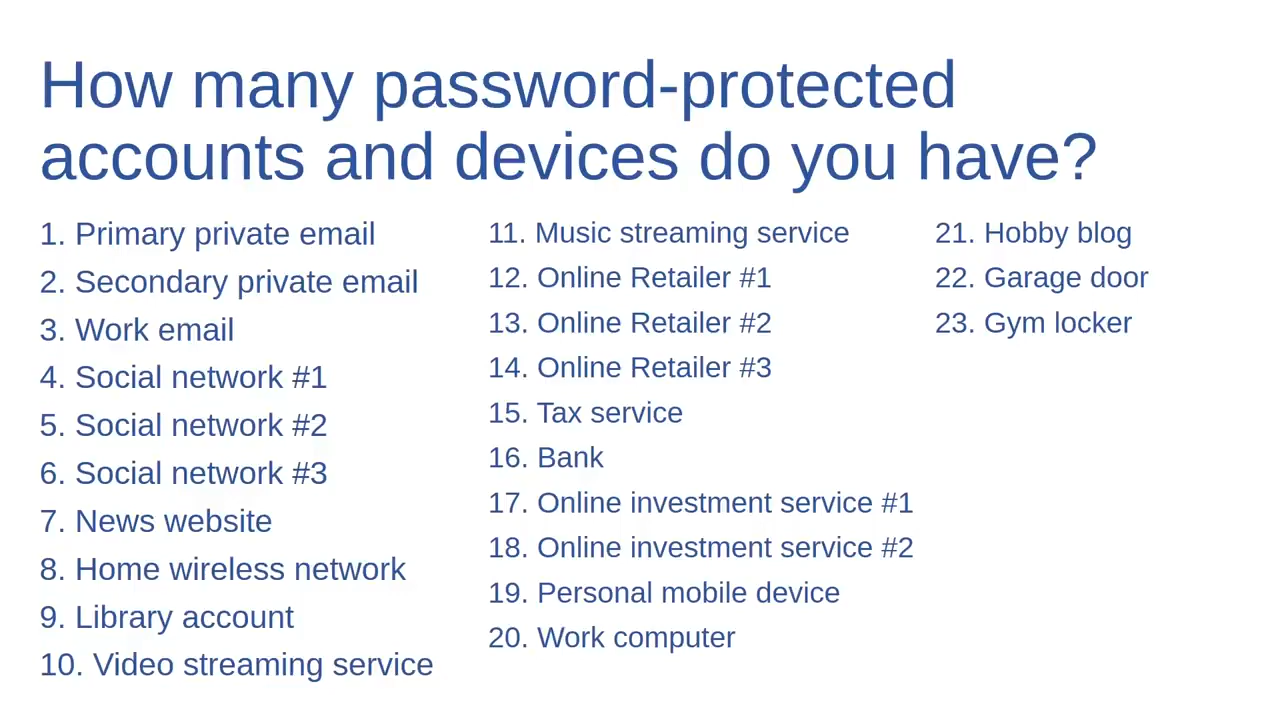 How many password-protected
accounts and devices do you have?
1. Primary private email
2. Secondary private email
3. Work email
4. Social network #1
5. Social network #2
6. Social network #3
7. News website
8. Home wireless network
9. Library account
10. Video streaming service
11. Music streaming service
12. Online Retailer #1
13. Online Retailer #2
14. Online Retailer #3
15. Tax service
16. Bank
17. Online investment service #1
18. Online investment service #2
19. Personal mobile device
20. Work computer
21. Hobby blog
22. Garage door
23. Gym locker